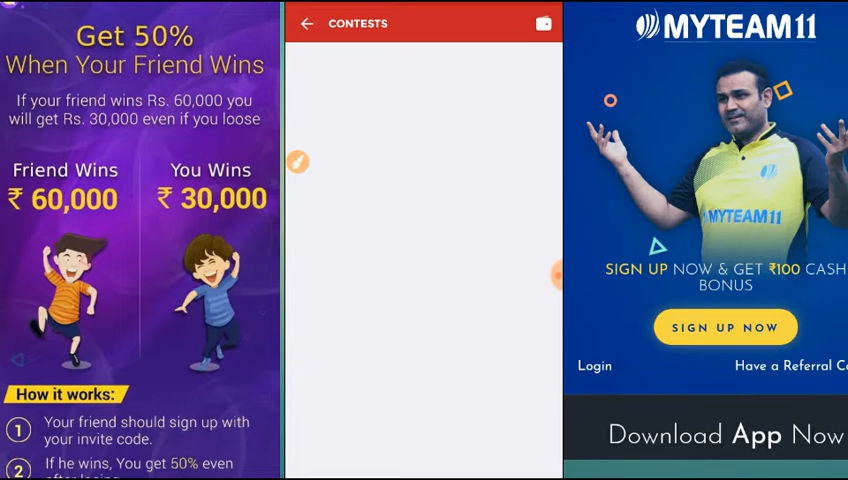 Get 50%
When Your Friend Wins
If your friend wins Rs. 60,000 you
will get Rs. 30,000 even if you loose
Friend Wins
₹ 60,000
You Wins
₹ 30,000
How it works:
1 Your friend should sign up with
your invite code.
2 If he wins, You get 50% even
after losing
CONTESTS
MYTEAM11
MYTEAM11
SIGN UP NOW & GET ₹100 CASH
BONUS
SIGN UP NOW
Login
Have a Referral Co
Download App Now